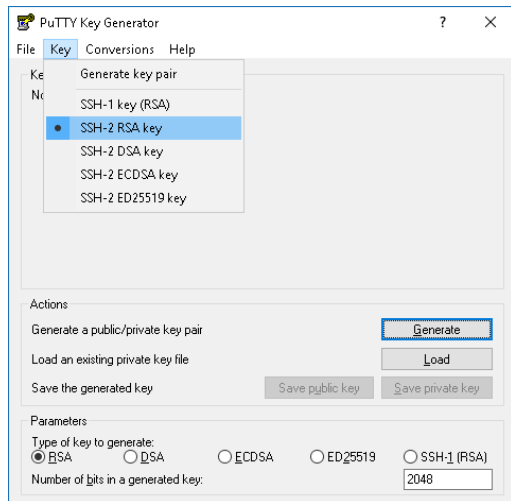 PuTTY Key Generator
File Key Conversions Help
Ke
No
Generate key pair
SSH-1 key (RSA)
SSH-2 RSA key
SSH-2 DSA key
SSH-2 ECDSA key
SSH-2 ED25519 key
Actions
Generate a public/private key pair Generate
Load an existing private key file Load
Save the generated key Save public key Save private key
Parameters
Type of key to generate:
RSA DSA ECDSA ED25519 SSH-1 (RSA)
Number of bits in a generated key: 2048